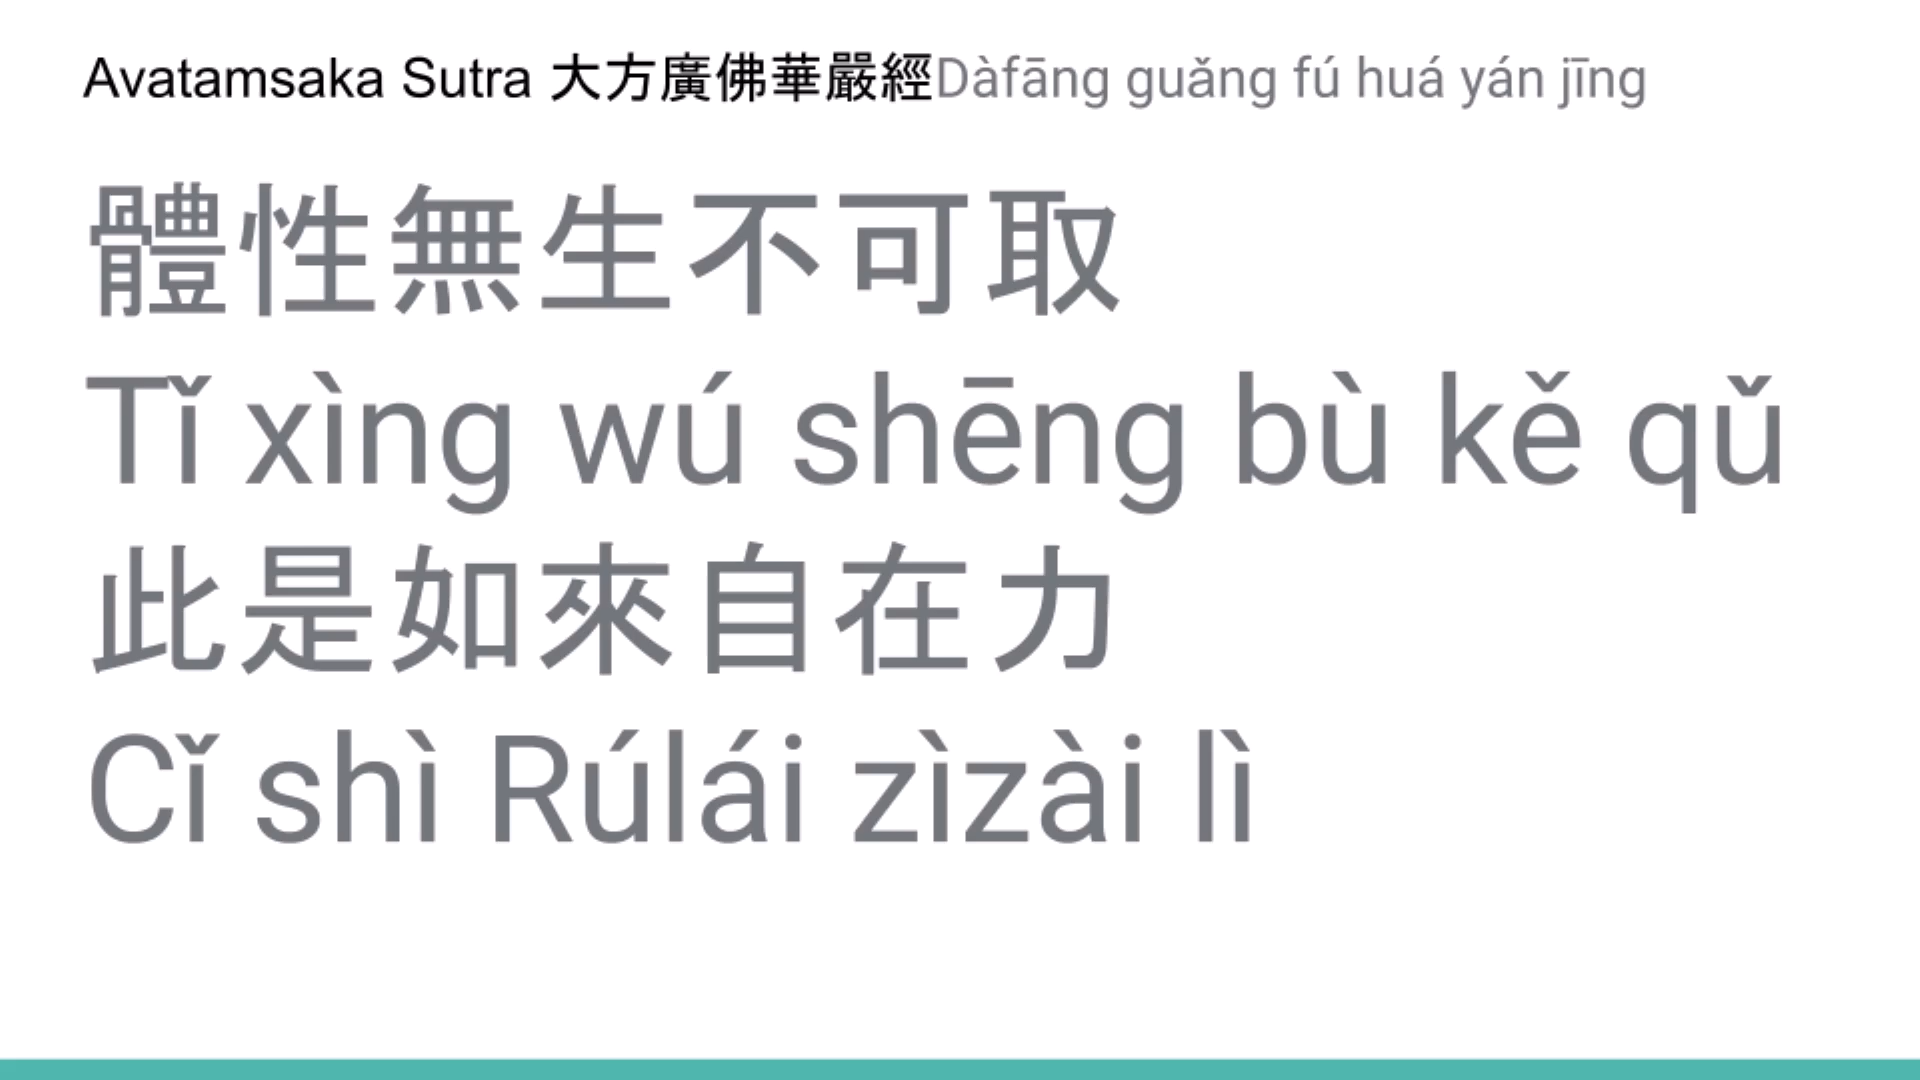 Avatamsaka Sutra 大方廣佛華嚴經Dàfāng guǎng fú huá yán jīng
體性無生不可取
Tǐ xìng wú shēng bù kě qǔ
此是如來自在力
Cǐ shì Rúlái zìzài lì